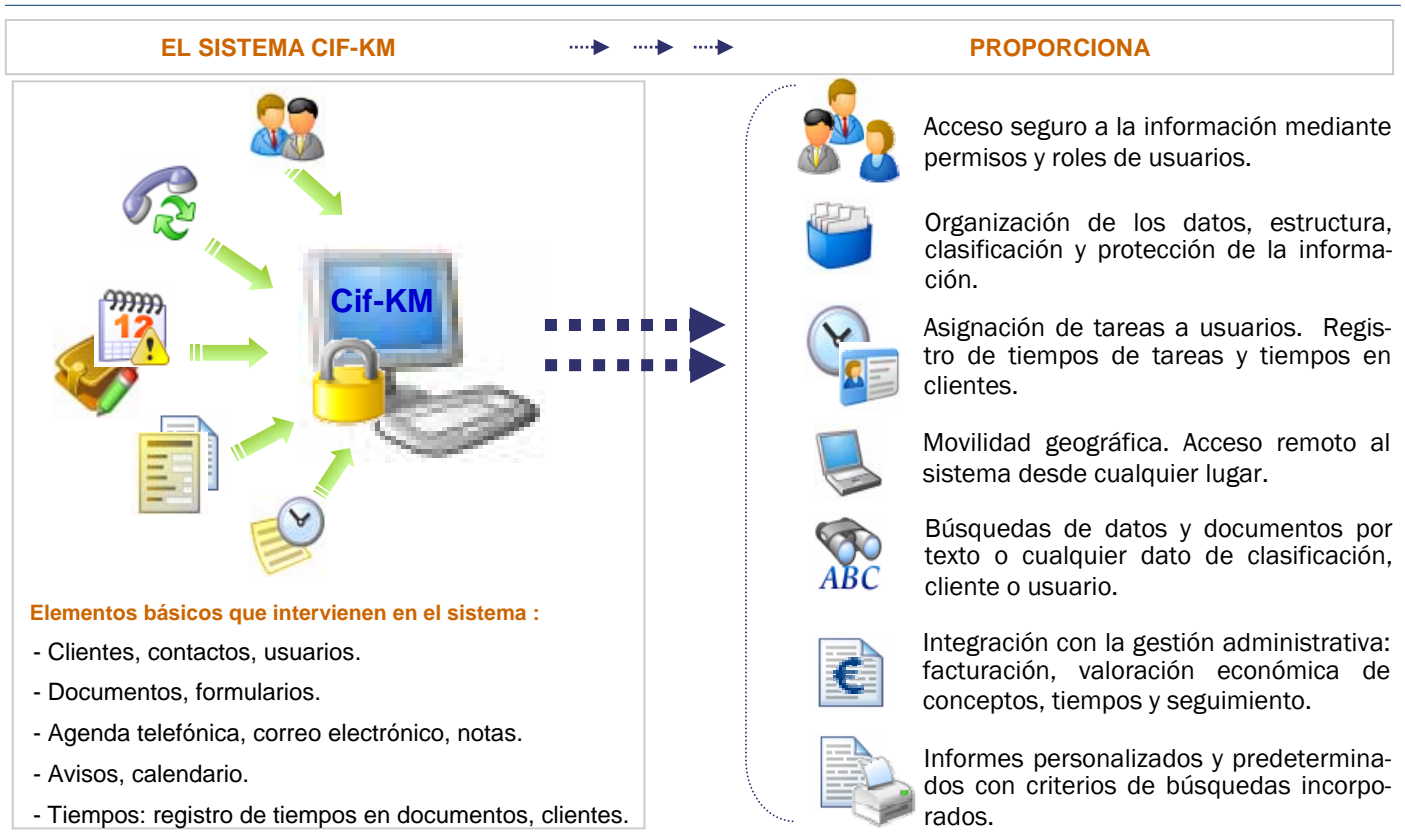 EL SISTEMA CIF-KM
PROPORCIONA
12
Cif-KM
Elementos básicos que intervienen en el sistema :
- Clientes, contactos, usuarios.
- Documentos, formularios.
- Agenda telefónica, correo electrónico, notas.
- Avisos, calendario.
- Tiempos: registro de tiempos en documentos, clientes.
Acceso seguro a la información mediante
permisos y roles de usuarios.
Organización de los datos, estructura,
clasificación y protección de la informa-
ción.
Asignación de tareas a usuarios. Regis-
tro de tiempos de tareas y tiempos en
clientes.
Movilidad geográfica. Acceso remoto al
sistema desde cualquier lugar.
ABC
Búsquedas de datos y documentos por
texto o cualquier dato de clasificación,
cliente o usuario.
€
Integración con la gestión administrativa:
facturación, valoración económica de
conceptos, tiempos y seguimiento.
Informes personalizados y predetermina-
dos con criterios de búsquedas incorpo-
rados.